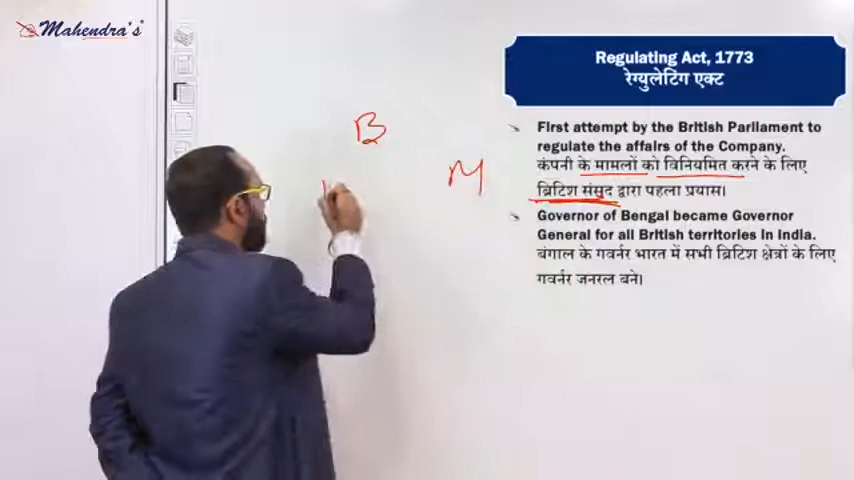 Mahendra's
Regulating Act, 1773
रेग्युलेटिंग एक्ट
B
M
First attempt by the British Parliament to
regulate the affairs of the Company.
कंपनी के मामलों को विनियमित करने के लिए
ब्रिटिश संसद द्वारा पहला प्रयास।
Governor of Bengal became Governor
General for all British territories in India.
बंगाल के गवर्नर भारत में सभी ब्रिटिश क्षेत्रों के लिए
गवर्नर जनरल बने।